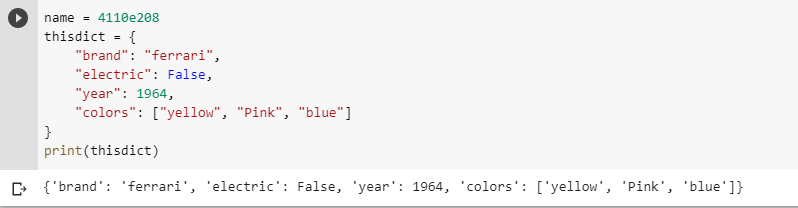 name = 4110e208
thisdict = {
    "brand": "ferrari",
    "electric": False,
    "year": 1964,
    "colors": ["yellow", "Pink", "blue"]
}
print(thisdict)
{'brand': 'ferrari', 'electric': False, 'year': 1964, 'colors': ['yellow', 'Pink', 'blue']}